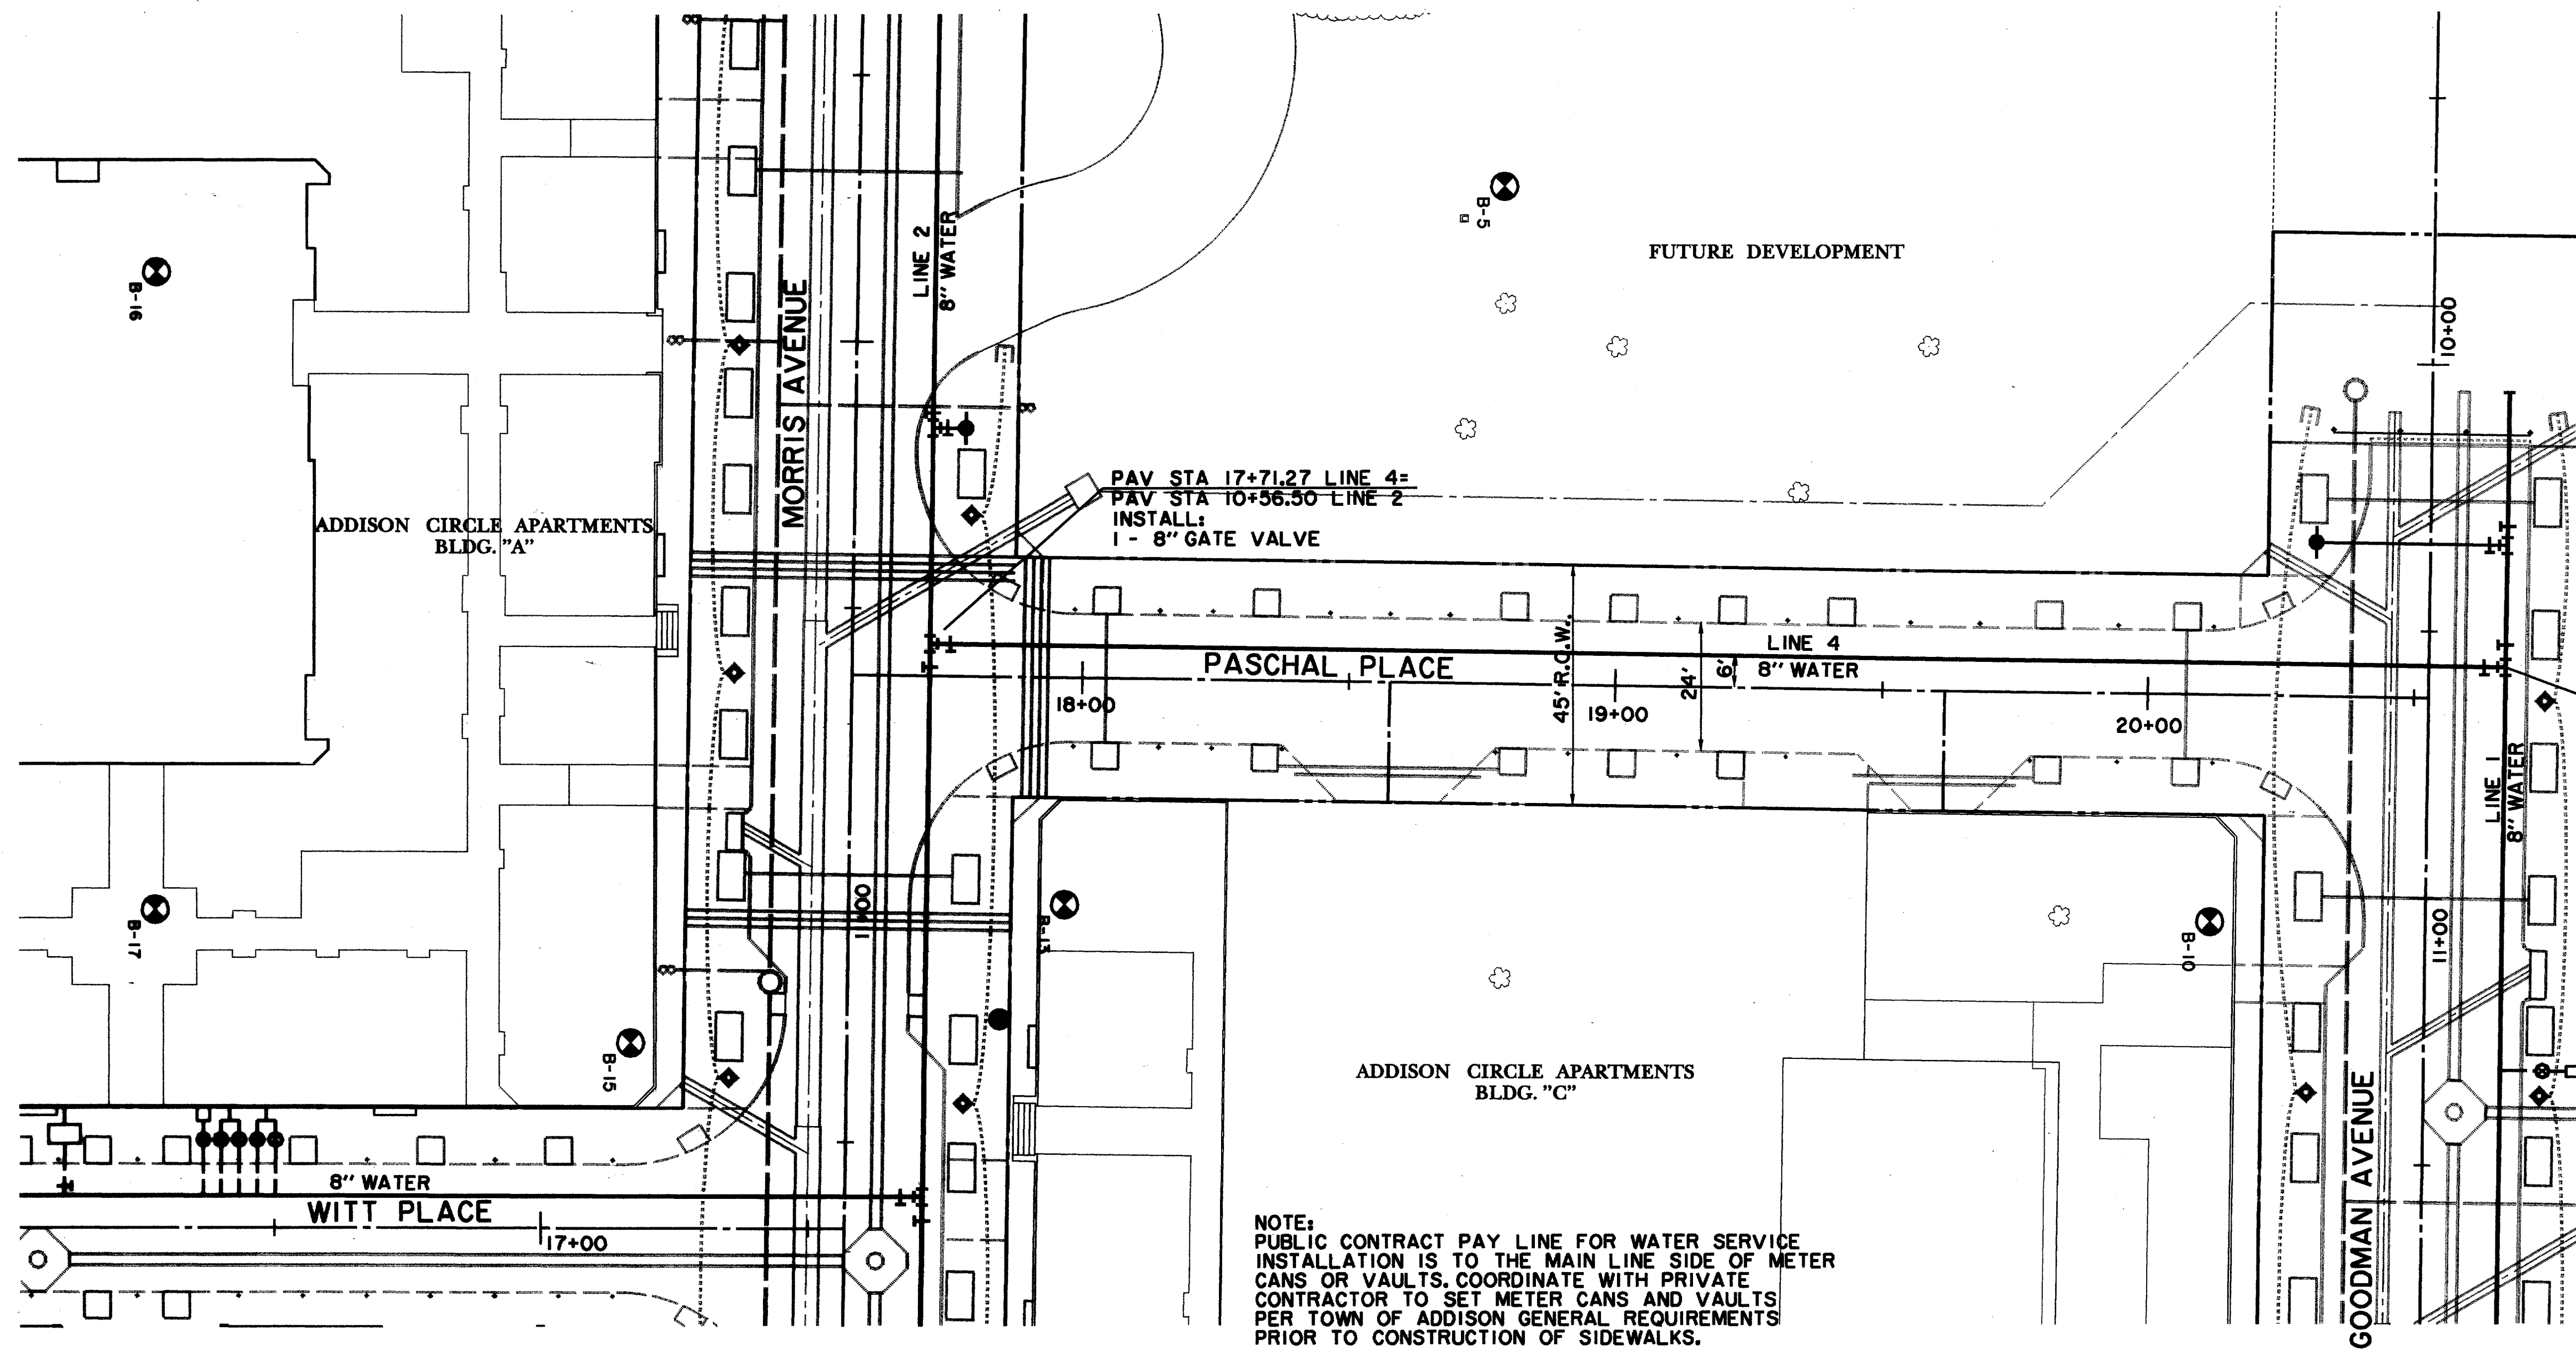 B-16
B-17
B-15
ADDISON CIRCLE APARTMENTS
BLDG. "A"
MORRIS AVENUE
LINE 2
8" WATER
11+00
8" WATER
WITT PLACE
17+00
B-5
FUTURE DEVELOPMENT
PAV STA 17+71.27 LINE 4=
PAV STA 10+56.50 LINE 2
INSTALL:
1 - 8" GATE VALVE
PASCHAL PLACE
LINE 4
8" WATER
45' R.O.W.
24'
6'
18+00
19+00
20+00
B-13
B-10
ADDISON CIRCLE APARTMENTS
BLDG. "C"
10+00
LINE 1
8" WATER
11+00
GOODMAN AVENUE
NOTE:
PUBLIC CONTRACT PAY LINE FOR WATER SERVICE
INSTALLATION IS TO THE MAIN LINE SIDE OF METER
CANS OR VAULTS. COORDINATE WITH PRIVATE
CONTRACTOR TO SET METER CANS AND VAULTS
PER TOWN OF ADDISON GENERAL REQUIREMENTS
PRIOR TO CONSTRUCTION OF SIDEWALKS.